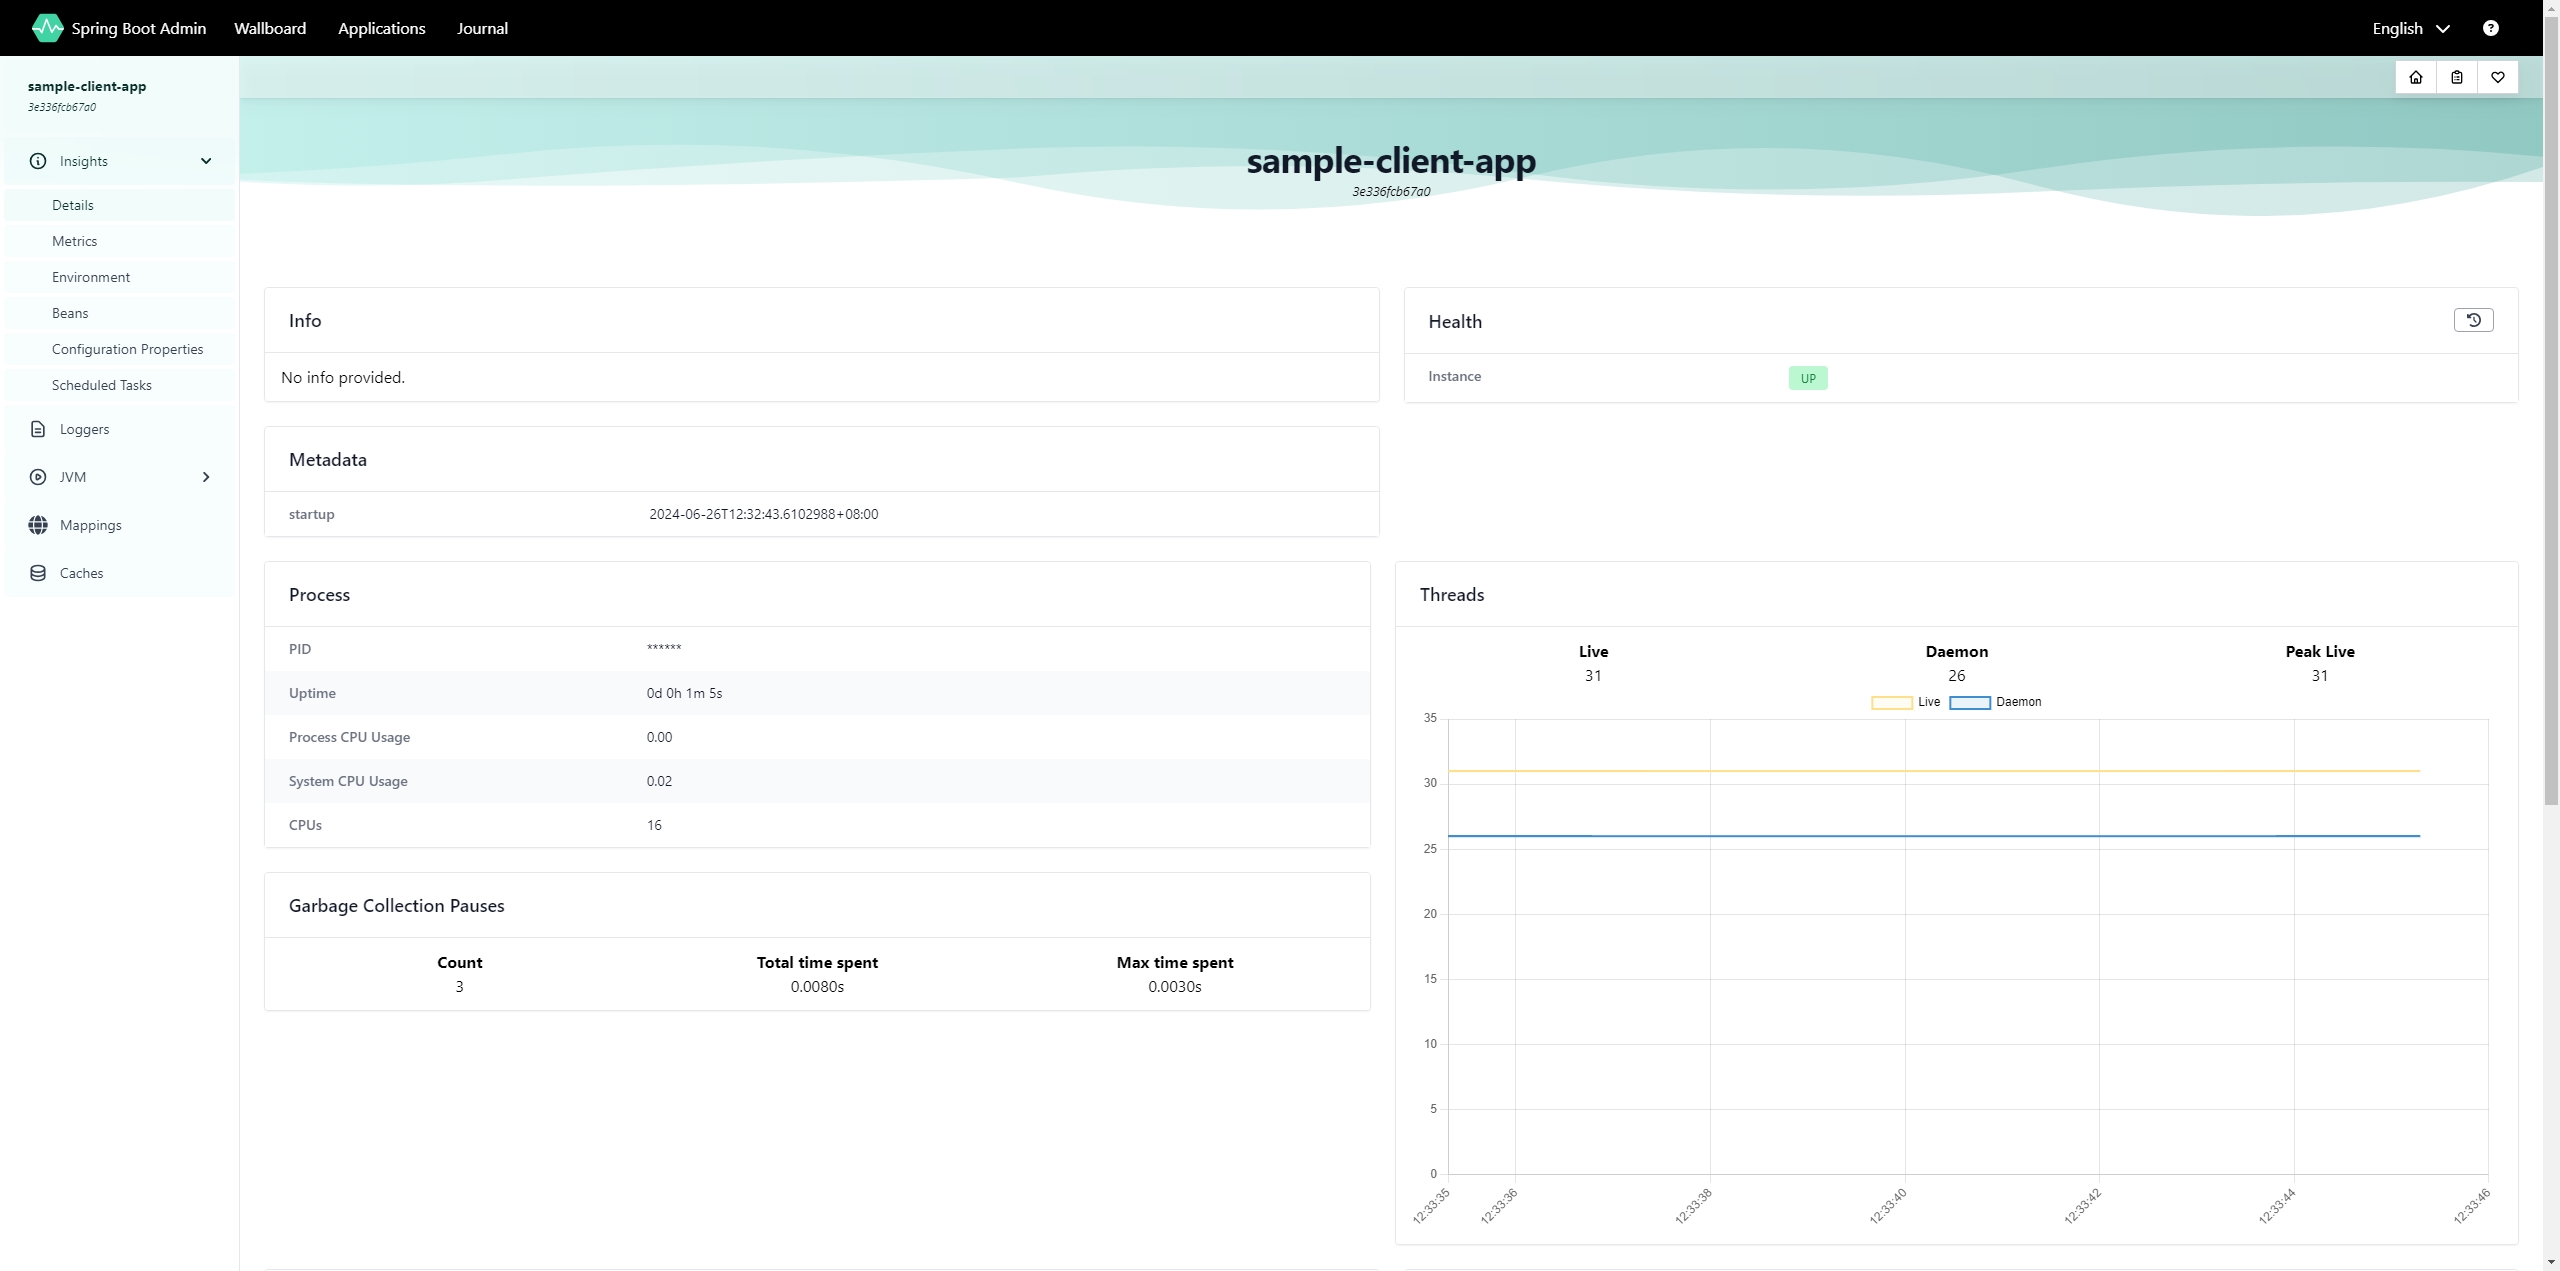 Spring Boot Admin Wallboard Applications Journal English
sample-client-app
3e336fcb67a0
Insights
Details
Metrics
Environment
Beans
Configuration Properties
Scheduled Tasks
Loggers
JVM
Mappings
Caches
sample-client-app
3e336fcb67a0
Info
No info provided.
Health
Instance UP
Metadata
startup 2024-06-26T12:32:43.6102988+08:00
Process
PID ******
Uptime 0d 0h 1m 5s
Process CPU Usage 0.00
System CPU Usage 0.02
CPUs 16
Garbage Collection Pauses
Count Total time spent Max time spent
3 0.0080s 0.0030s
Threads
Live Daemon Peak Live
31 26 31
Live Daemon
35
30
25
20
15
10
5
0
12:33:35 12:33:36 12:33:38 12:33:40 12:33:42 12:33:44 12:33:46